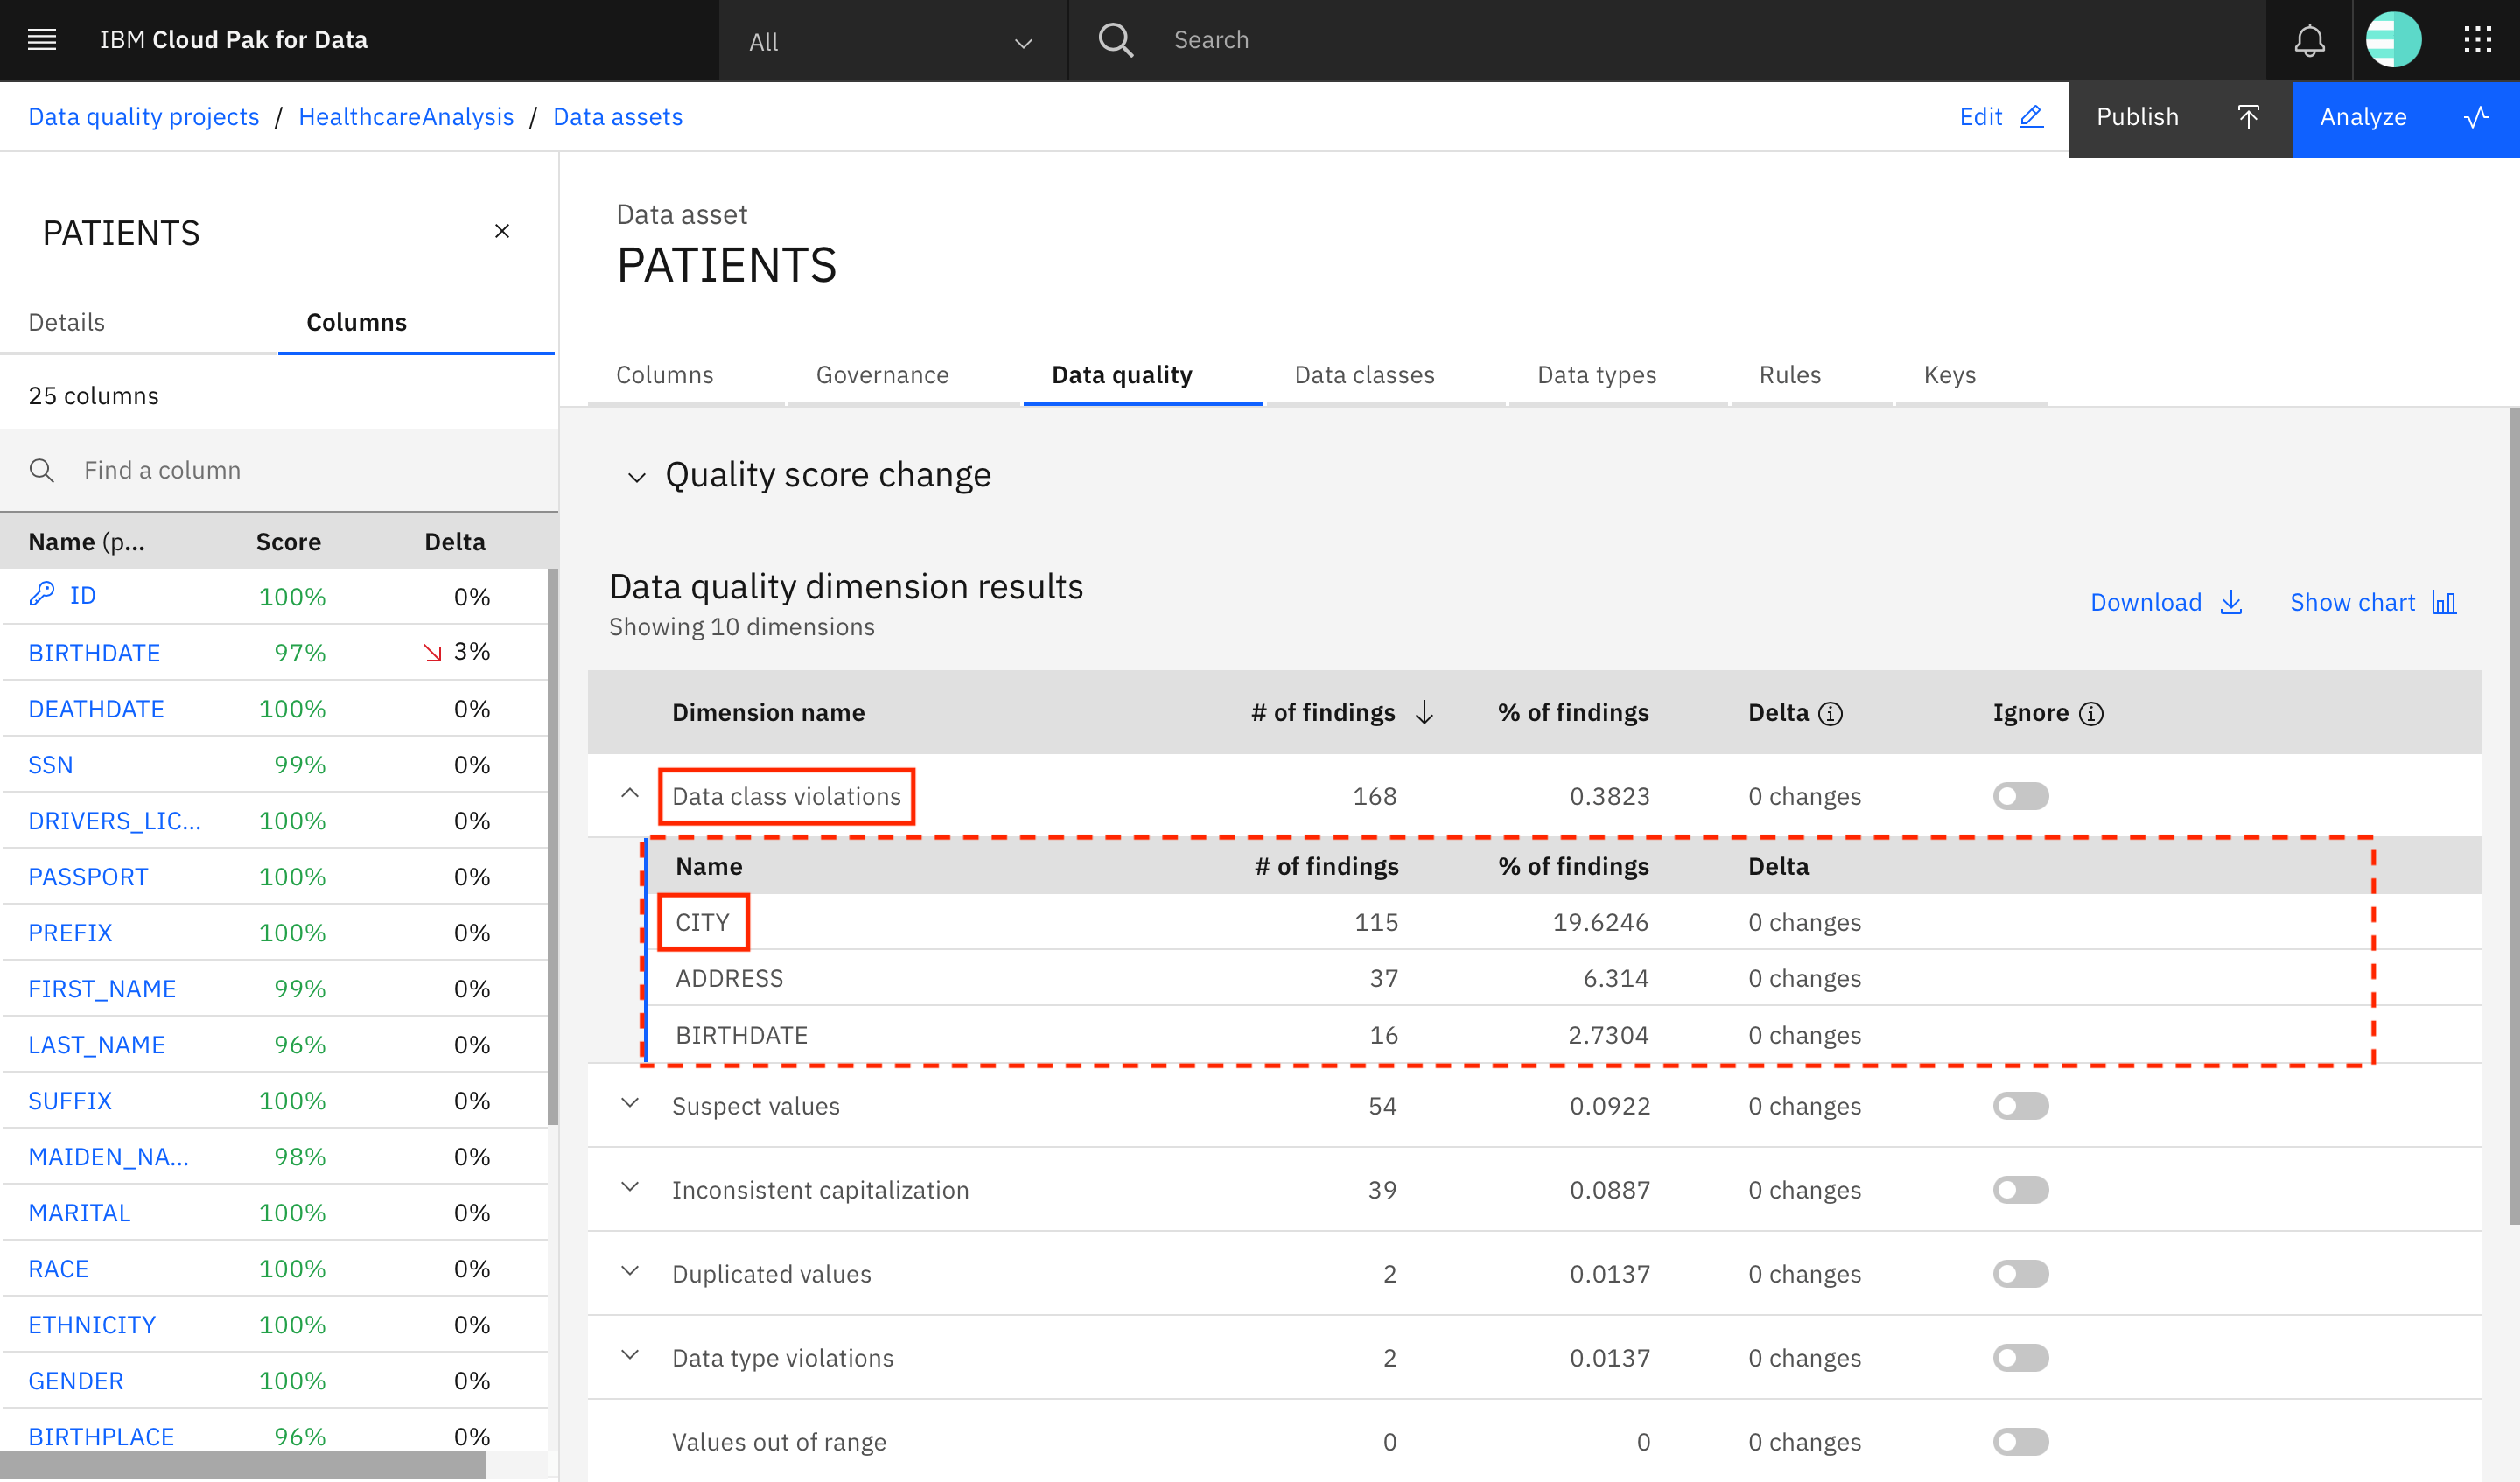 IBM Cloud Pak for Data
All
Search
Data quality projects / HealthcareAnalysis / Data assets
Edit
Publish
Analyze
PATIENTS
Details Columns
25 columns
Find a column
Name (p... Score Delta
ID 100% 0%
BIRTHDATE 97% 3%
DEATHDATE 100% 0%
SSN 99% 0%
DRIVERS_LIC... 100% 0%
PASSPORT 100% 0%
PREFIX 100% 0%
FIRST_NAME 99% 0%
LAST_NAME 96% 0%
SUFFIX 100% 0%
MAIDEN_NA... 98% 0%
MARITAL 100% 0%
RACE 100% 0%
ETHNICITY 100% 0%
GENDER 100% 0%
BIRTHPLACE 96% 0%
Data asset
PATIENTS
Columns Governance Data quality Data classes Data types Rules Keys
Quality score change
Data quality dimension results
Showing 10 dimensions
Download Show chart
Dimension name # of findings % of findings Delta Ignore
Data class violations 168 0.3823 0 changes
Name # of findings % of findings Delta
CITY 115 19.6246 0 changes
ADDRESS 37 6.314 0 changes
BIRTHDATE 16 2.7304 0 changes
Suspect values 54 0.0922 0 changes
Inconsistent capitalization 39 0.0887 0 changes
Duplicated values 2 0.0137 0 changes
Data type violations 2 0.0137 0 changes
Values out of range 0 0 0 changes